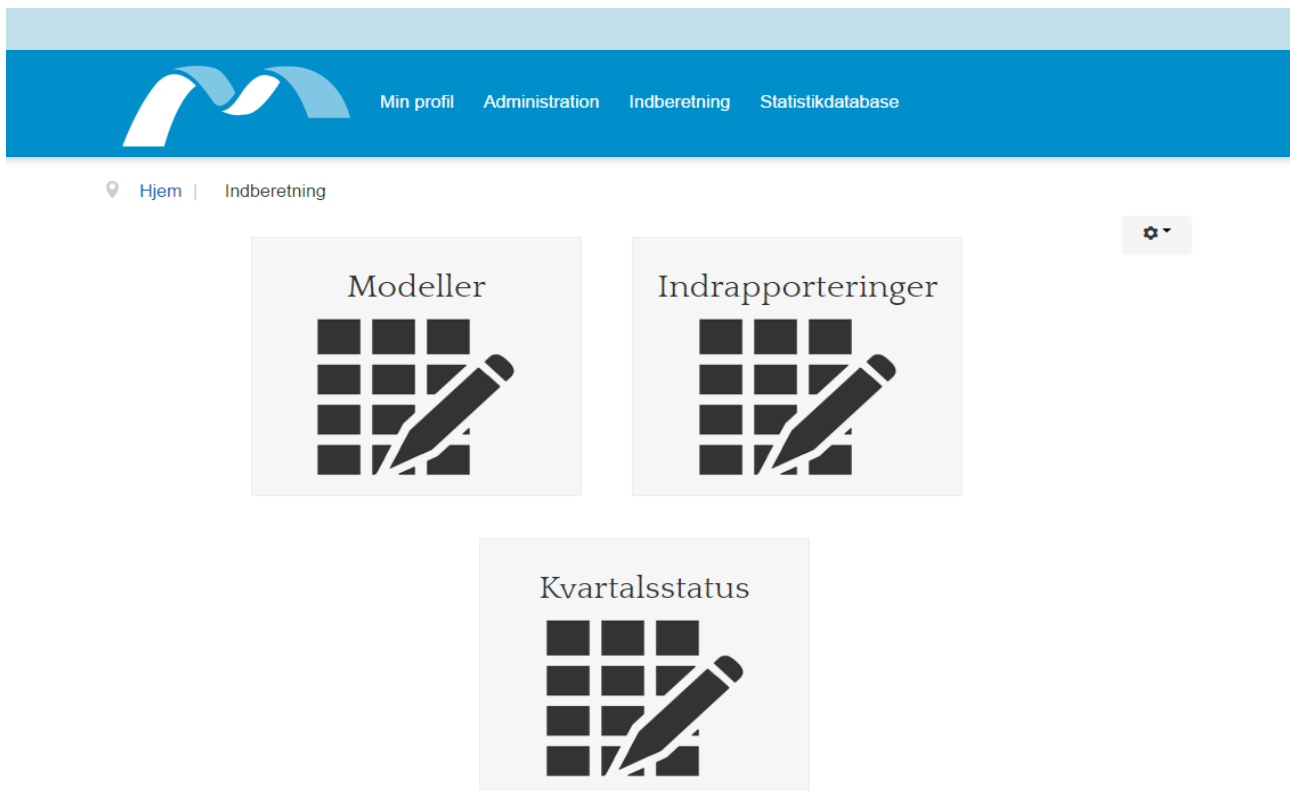 Min profil Administration Indberetning Statistikdatabase
Hjem | Indberetning
Modeller
Indrapporteringer
Kvartalsstatus